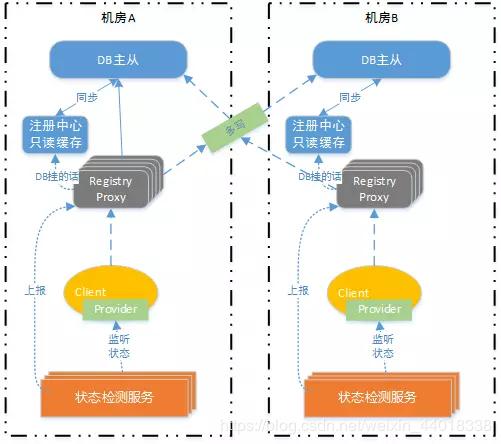 机房A
机房B
DB主从
DB主从
同步
同步
多写
注册中心
只读缓存
注册中心
只读缓存
DB挂的话
DB挂的话
Registry
Proxy
Registry
Proxy
上报
上报
Client
Provider
Client
Provider
监听
状态
监听
状态
状态检测服务
状态检测服务
https://blog.csdn.net/weixin_44018338